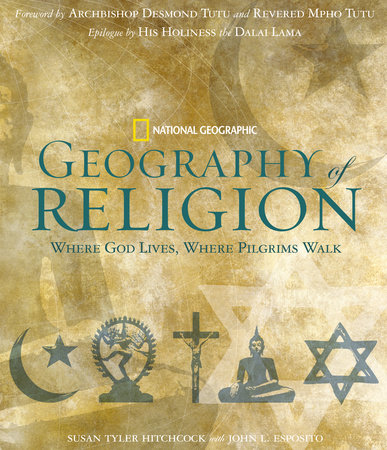 Foreword by ARCHBISHOP DESMOND TUTU and REVERED MPHO TUTU
Epilogue by HIS HOLINESS the DALAI LAMA
NATIONAL GEOGRAPHIC
GEOGRAPHY of
RELIGION
WHERE GOD LIVES, WHERE PILGRIMS WALK
SUSAN TYLER HITCHCOCK with JOHN L. ESPOSITO